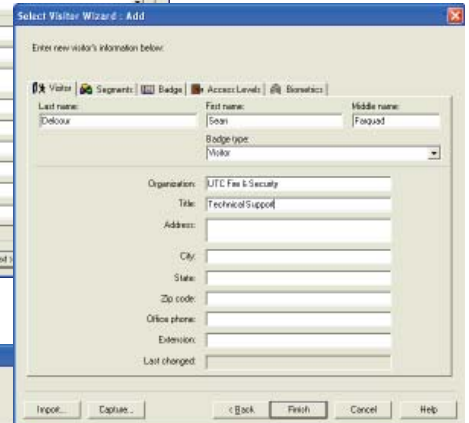 Select Visitor Wizard : Add
Enter new visitor's information below:
Visitor Segments Badge Access Levels Biometrics
Last name: First name: Middle name:
Delcour Sean Farquad
Badge type:
Visitor
Organization: UTC Fire & Security
Title: Technical Support
Address:
City:
State:
Zip code:
Office phone:
Extension:
Last changed:
Import... Capture... < Back Finish Cancel Help